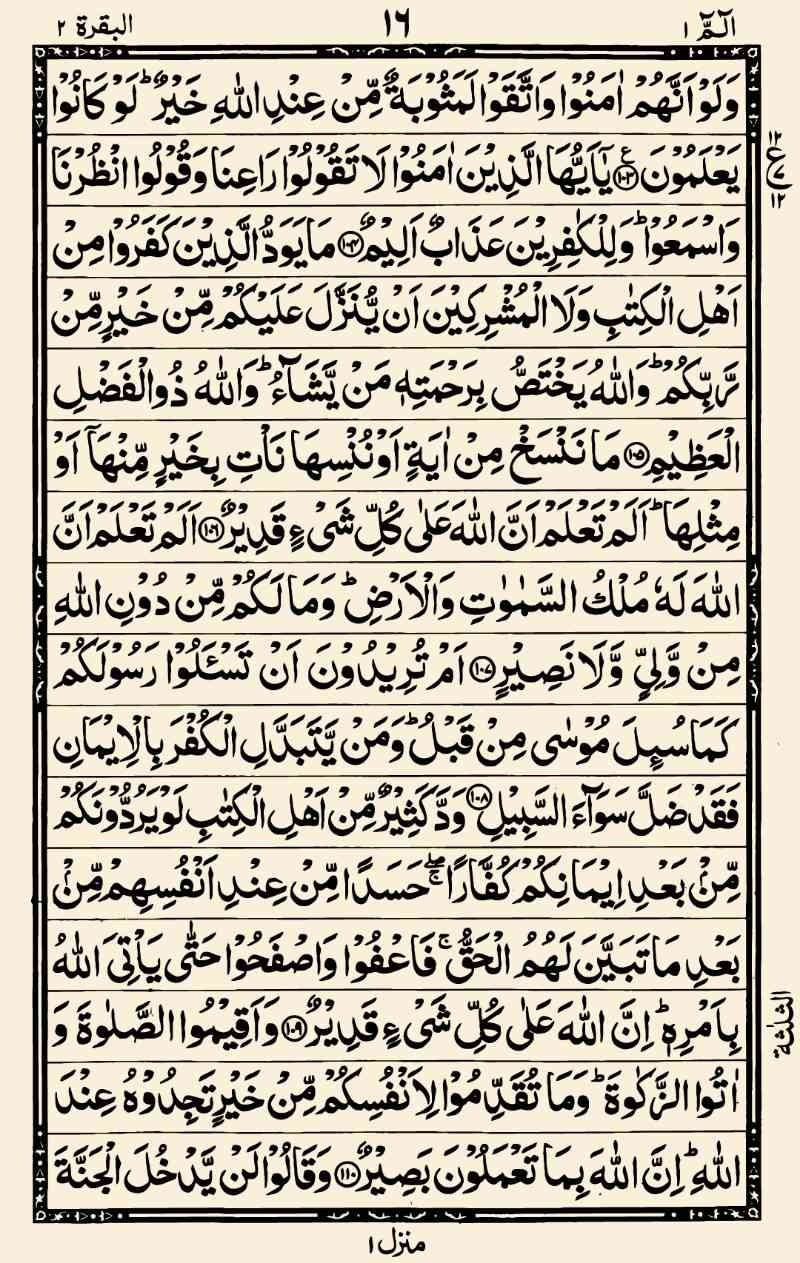 الٓمّٓ ١
١٦
البقرة ٢
وَلَوْ اَنَّهُمْ اٰمَنُوْا وَاتَّقَوْا لَمَثُوْبَةٌ مِّنْ عِنْدِ اللّٰهِ خَيْرٌ ؕ لَوْ كَانُوْا
يَعْلَمُوْنَ ﴿۱۰۳﴾ع يٰۤاَيُّهَا الَّذِيْنَ اٰمَنُوْا لَا تَقُوْلُوْا رَاعِنَا وَقُوْلُوا انْظُرْنَا
١٢
ع
٧
١٢
وَاسْمَعُوْا ؕ وَلِلْكٰفِرِيْنَ عَذَابٌ اَلِيْمٌ ﴿۱۰۴﴾ مَا يَوَدُّ الَّذِيْنَ كَفَرُوْا مِنْ
اَهْلِ الْكِتٰبِ وَلَا الْمُشْرِكِيْنَ اَنْ يُّنَزَّلَ عَلَيْكُمْ مِّنْ خَيْرٍ مِّنْ
رَّبِّكُمْ ؕ وَاللّٰهُ يَخْتَصُّ بِرَحْمَتِهٖ مَنْ يَّشَآءُ ؕ وَاللّٰهُ ذُو الْفَضْلِ
الْعَظِيْمِ ﴿۱۰۵﴾ مَا نَنْسَخْ مِنْ اٰيَةٍ اَوْ نُنْسِهَا نَاْتِ بِخَيْرٍ مِّنْهَاۤ اَوْ
مِثْلِهَا ؕ اَلَمْ تَعْلَمْ اَنَّ اللّٰهَ عَلٰى كُلِّ شَىْءٍ قَدِيْرٌ ﴿۱۰۶﴾ اَلَمْ تَعْلَمْ اَنَّ
اللّٰهَ لَهٗ مُلْكُ السَّمٰوٰتِ وَالْاَرْضِ ؕ وَمَا لَكُمْ مِّنْ دُوْنِ اللّٰهِ
مِنْ وَّلِيٍّ وَّلَا نَصِيْرٍ ﴿۱۰۷﴾ اَمْ تُرِيْدُوْنَ اَنْ تَسْـَٔلُوْا رَسُوْلَكُمْ
كَمَا سُئِلَ مُوْسٰى مِنْ قَبْلُ ؕ وَمَنْ يَّتَبَدَّلِ الْكُفْرَ بِالْاِيْمَانِ
فَقَدْ ضَلَّ سَوَآءَ السَّبِيْلِ ﴿۱۰۸﴾ وَدَّ كَثِيْرٌ مِّنْ اَهْلِ الْكِتٰبِ لَوْ يَرُدُّوْنَكُمْ
مِّنْۢ بَعْدِ اِيْمَانِكُمْ كُفَّارًا ۖۚ حَسَدًا مِّنْ عِنْدِ اَنْفُسِهِمْ مِّنْۢ
بَعْدِ مَا تَبَيَّنَ لَهُمُ الْحَقُّ ۚ فَاعْفُوْا وَاصْفَحُوْا حَتّٰى يَاْتِىَ اللّٰهُ
بِاَمْرِهٖ ؕ اِنَّ اللّٰهَ عَلٰى كُلِّ شَىْءٍ قَدِيْرٌ ﴿۱۰۹﴾ وَاَقِيْمُوا الصَّلٰوةَ وَ
الثلثة
اٰتُوا الزَّكٰوةَ ؕ وَمَا تُقَدِّمُوْا لِاَنْفُسِكُمْ مِّنْ خَيْرٍ تَجِدُوْهُ عِنْدَ
اللّٰهِ ؕ اِنَّ اللّٰهَ بِمَا تَعْمَلُوْنَ بَصِيْرٌ ﴿۱۱۰﴾ وَقَالُوْا لَنْ يَّدْخُلَ الْجَنَّةَ
منزل ١